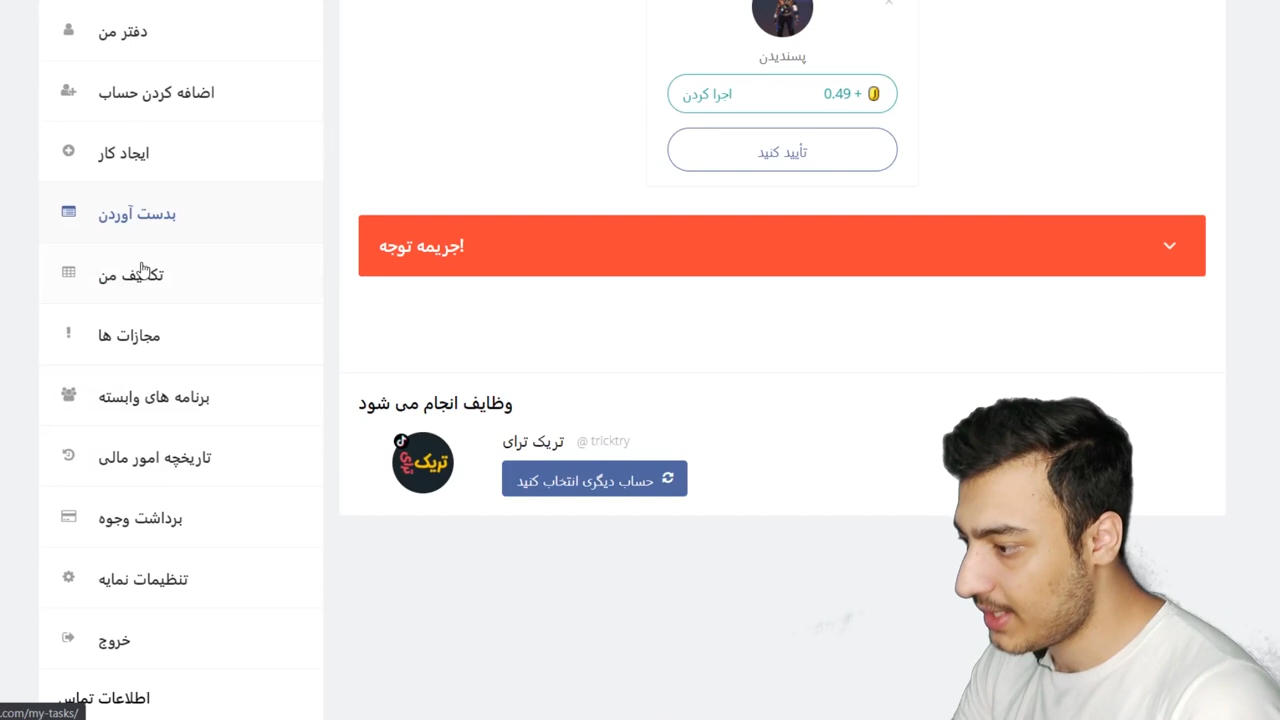 دفتر من
اضافه کردن حساب
ایجاد کار
بدست آوردن
تکالیف من
مجازات ها
برنامه های وابسته
تاریخچه امور مالی
برداشت وجوه
تنظیمات نمایه
خروج
اطلاعات تماس
.com/my-tasks/
پسندیدن
اجرا کردن 0.49 +
تأیید کنید
جریمه توجه!
وظایف انجام می شود
تریک ترای
تریک ترای @ tricktry
حساب دیگری انتخاب کنید